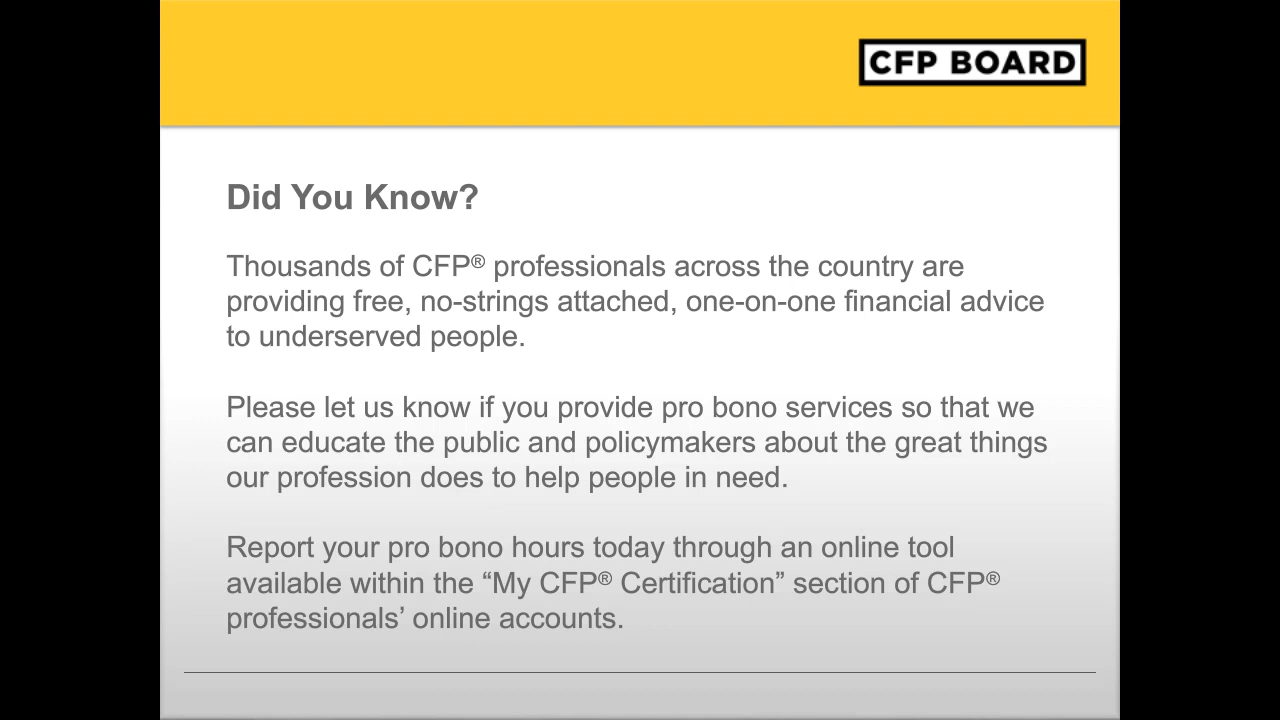 CFP BOARD
Did You Know?
Thousands of CFP® professionals across the country are
providing free, no-strings attached, one-on-one financial advice
to underserved people.
Please let us know if you provide pro bono services so that we
can educate the public and policymakers about the great things
our profession does to help people in need.
Report your pro bono hours today through an online tool
available within the “My CFP® Certification” section of CFP®
professionals’ online accounts.